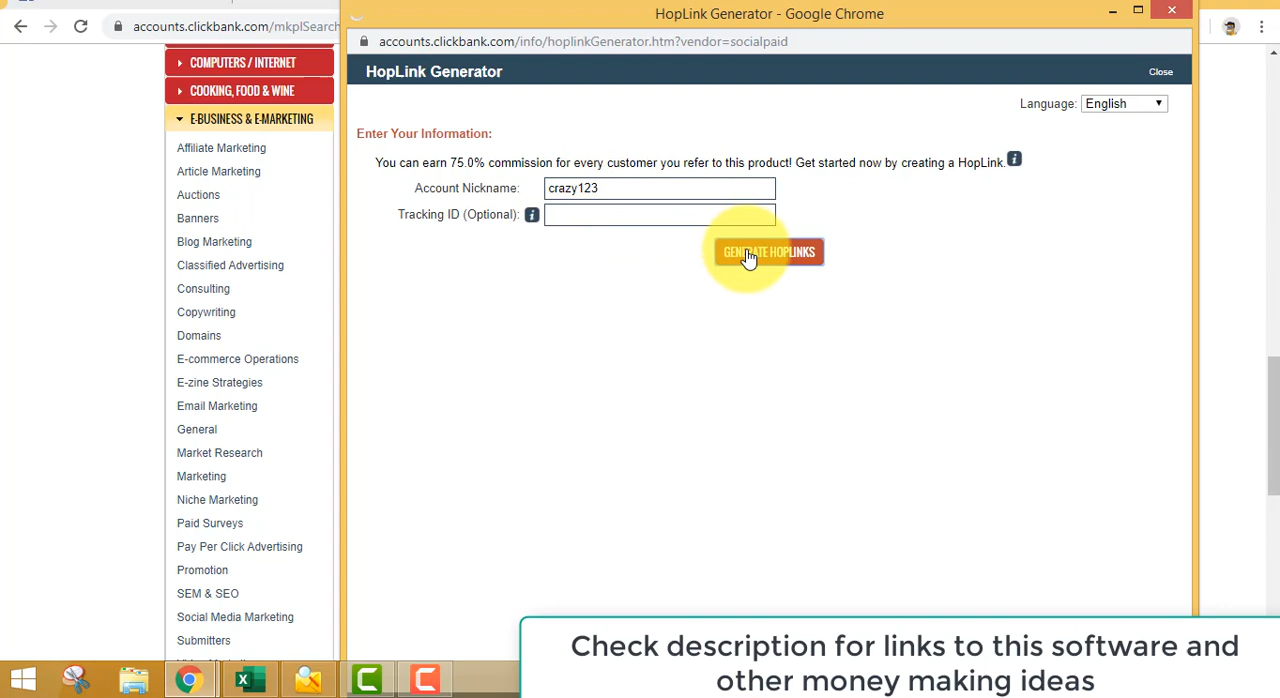 HopLink Generator - Google Chrome
accounts.clickbank.com/mkplSearch
accounts.clickbank.com/info/hoplinkGenerator.htm?vendor=socialpaid
COMPUTERS / INTERNET
COOKING, FOOD & WINE
E-BUSINESS & E-MARKETING
Affiliate Marketing
Article Marketing
Auctions
Banners
Blog Marketing
Classified Advertising
Consulting
Copywriting
Domains
E-commerce Operations
E-zine Strategies
Email Marketing
General
Market Research
Marketing
Niche Marketing
Paid Surveys
Pay Per Click Advertising
Promotion
SEM & SEO
Social Media Marketing
Submitters
HopLink Generator
Close
Language: English
Enter Your Information:
You can earn 75.0% commission for every customer you refer to this product! Get started now by creating a HopLink.
Account Nickname: crazy123
Tracking ID (Optional):
GENERATE HOPLINKS
Check description for links to this software and
other money making ideas